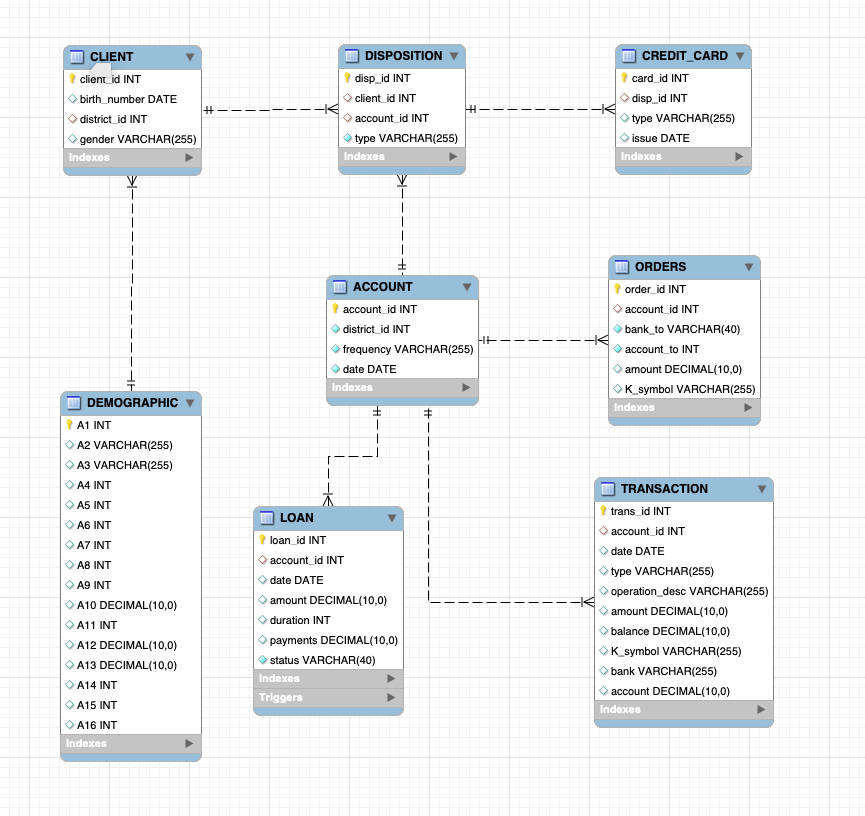 CLIENT
client_id INT
birth_number DATE
district_id INT
gender VARCHAR(255)
Indexes
DISPOSITION
disp_id INT
client_id INT
account_id INT
type VARCHAR(255)
Indexes
CREDIT_CARD
card_id INT
disp_id INT
type VARCHAR(255)
issue DATE
Indexes
ACCOUNT
account_id INT
district_id INT
frequency VARCHAR(255)
date DATE
Indexes
ORDERS
order_id INT
account_id INT
bank_to VARCHAR(40)
account_to INT
amount DECIMAL(10,0)
K_symbol VARCHAR(255)
Indexes
DEMOGRAPHIC
A1 INT
A2 VARCHAR(255)
A3 VARCHAR(255)
A4 INT
A5 INT
A6 INT
A7 INT
A8 INT
A9 INT
A10 DECIMAL(10,0)
A11 INT
A12 DECIMAL(10,0)
A13 DECIMAL(10,0)
A14 INT
A15 INT
A16 INT
Indexes
LOAN
loan_id INT
account_id INT
date DATE
amount DECIMAL(10,0)
duration INT
payments DECIMAL(10,0)
status VARCHAR(40)
Indexes
Triggers
TRANSACTION
trans_id INT
account_id INT
date DATE
type VARCHAR(255)
operation_desc VARCHAR(255)
amount DECIMAL(10,0)
balance DECIMAL(10,0)
K_symbol VARCHAR(255)
bank VARCHAR(255)
account DECIMAL(10,0)
Indexes